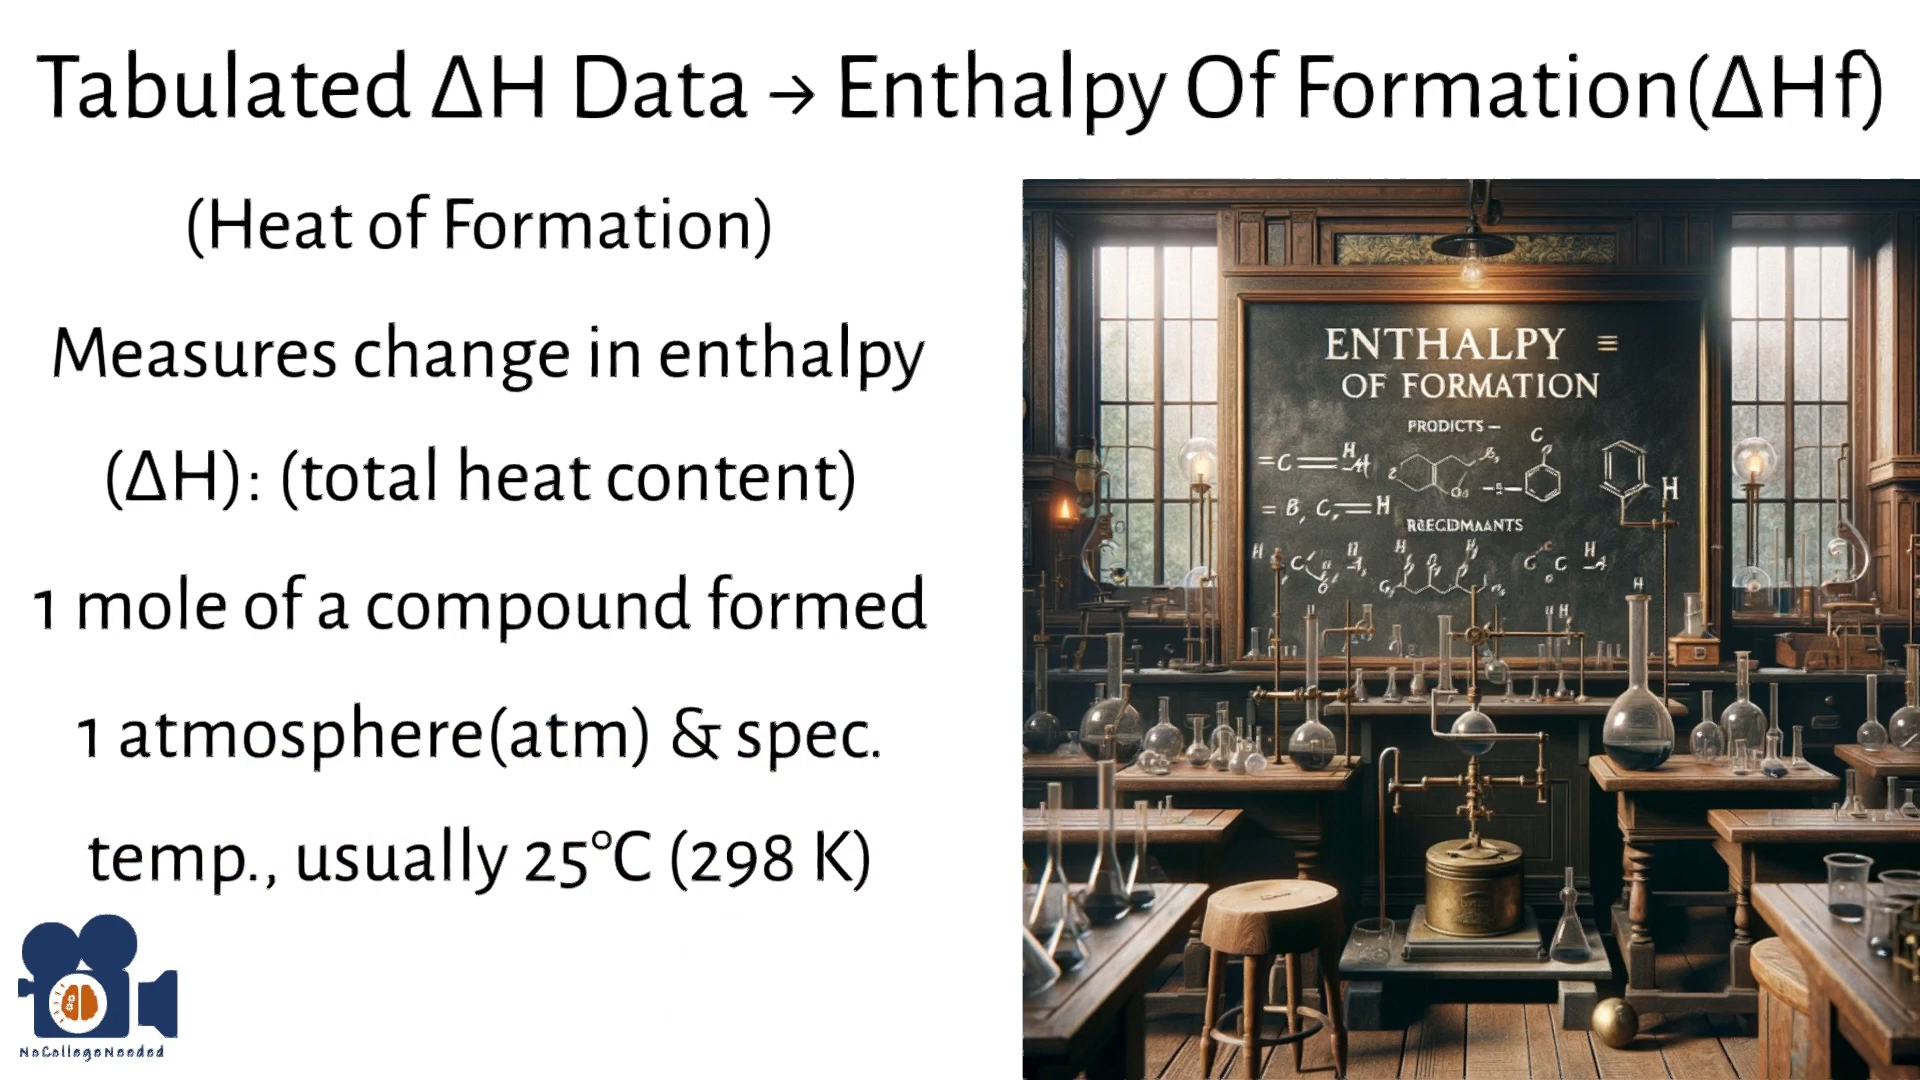 Tabulated ΔH Data → Enthalpy Of Formation(ΔHf)
(Heat of Formation)
Measures change in enthalpy
(ΔH): (total heat content)
1 mole of a compound formed
1 atmosphere(atm) & spec.
temp., usually 25°C (298 K)
NoCollegeNeeded
ENTHALPY ≡
OF FORMATION
PRODICTS –
=C=H
= B, C,=H
H